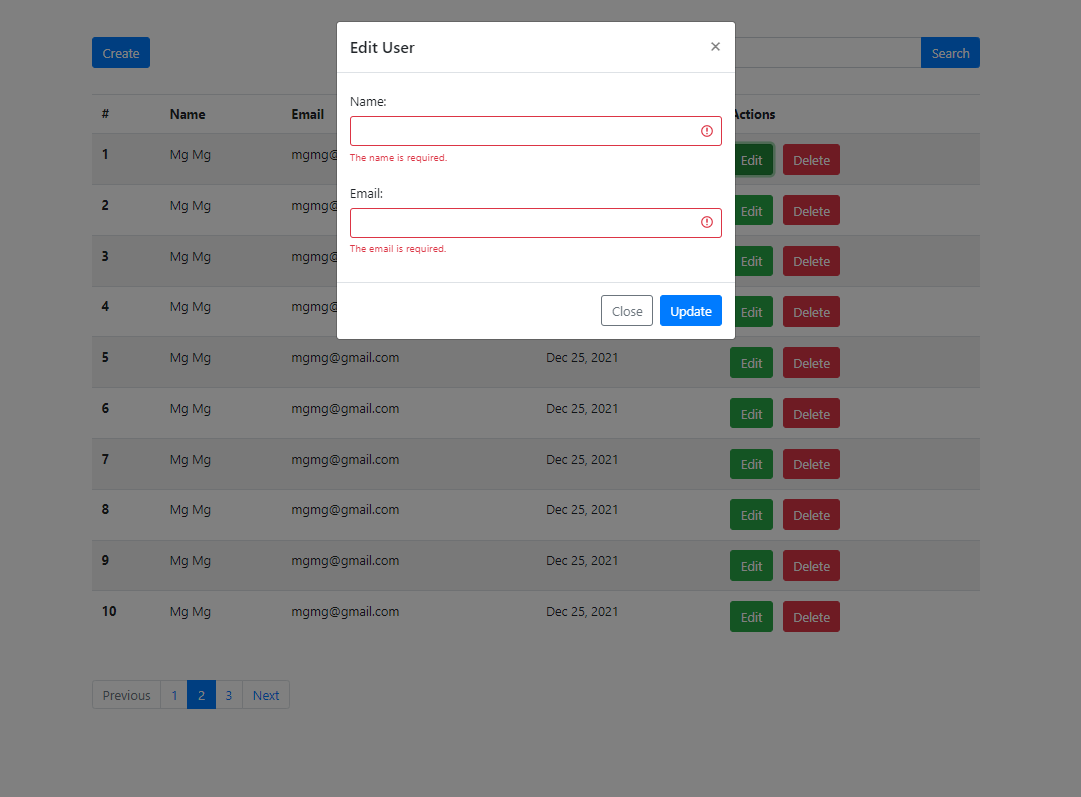 Create
Search
Edit User ×
Name:
The name is required.
Email:
The email is required.
Close Update
# Name Email Actions
1 Mg Mg mgmg@ Edit Delete
2 Mg Mg mgmg@ Edit Delete
3 Mg Mg mgmg@ Edit Delete
4 Mg Mg mgmg@ Edit Delete
5 Mg Mg mgmg@gmail.com Dec 25, 2021 Edit Delete
6 Mg Mg mgmg@gmail.com Dec 25, 2021 Edit Delete
7 Mg Mg mgmg@gmail.com Dec 25, 2021 Edit Delete
8 Mg Mg mgmg@gmail.com Dec 25, 2021 Edit Delete
9 Mg Mg mgmg@gmail.com Dec 25, 2021 Edit Delete
10 Mg Mg mgmg@gmail.com Dec 25, 2021 Edit Delete
Previous 1 2 3 Next